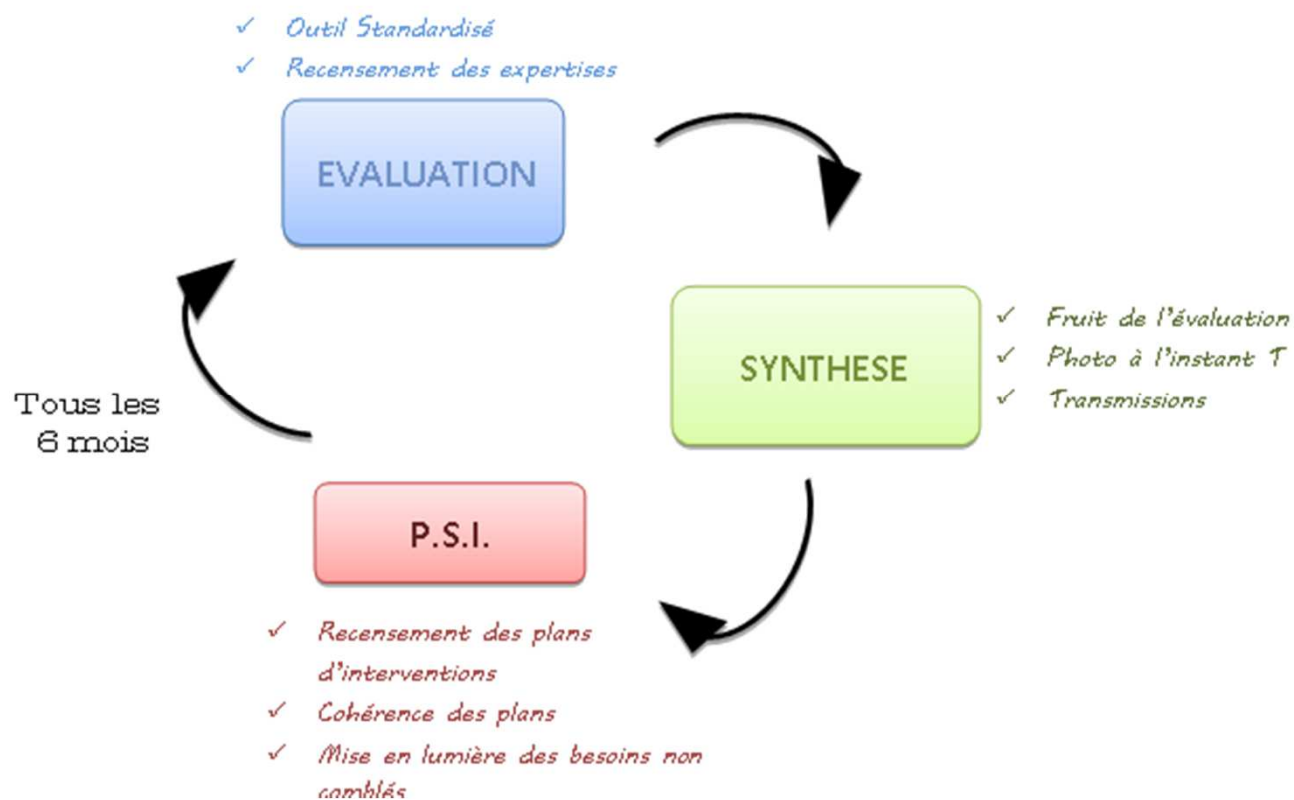 ✓ Outil Standardisé
✓ Recensement des expertises
EVALUATION
SYNTHESE
✓ Fruit de l'évaluation
✓ Photo à l'instant T
✓ Transmissions
Tous les
6 mois
P.S.I.
✓ Recensement des plans
d'interventions
✓ Cohérence des plans
✓ Mise en lumière des besoins non
comblés